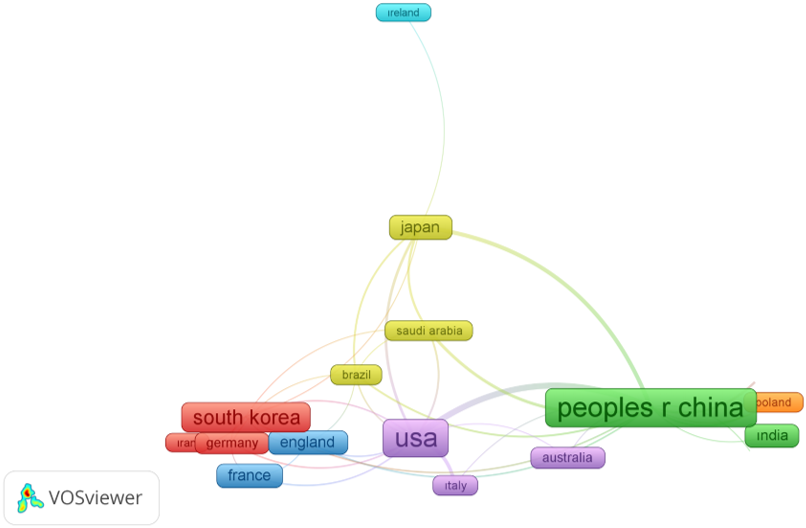 ireland
japan
saudi arabia
brazil
peoples r china
poland
south korea
usa
india
iran
germany
england
australia
france
italy
VOSviewer